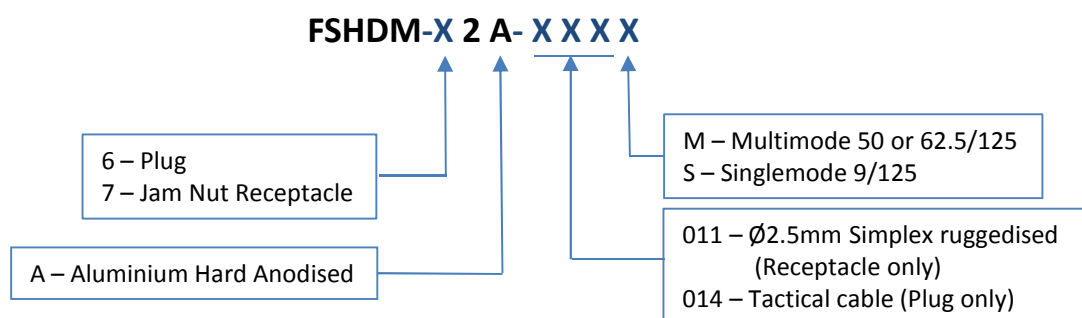 FSHDM-X 2 A- X X X X
6 – Plug
7 – Jam Nut Receptacle
M – Multimode 50 or 62.5/125
S – Singlemode 9/125
A – Aluminium Hard Anodised
011 – Ø2.5mm Simplex ruggedised
(Receptacle only)
014 – Tactical cable (Plug only)